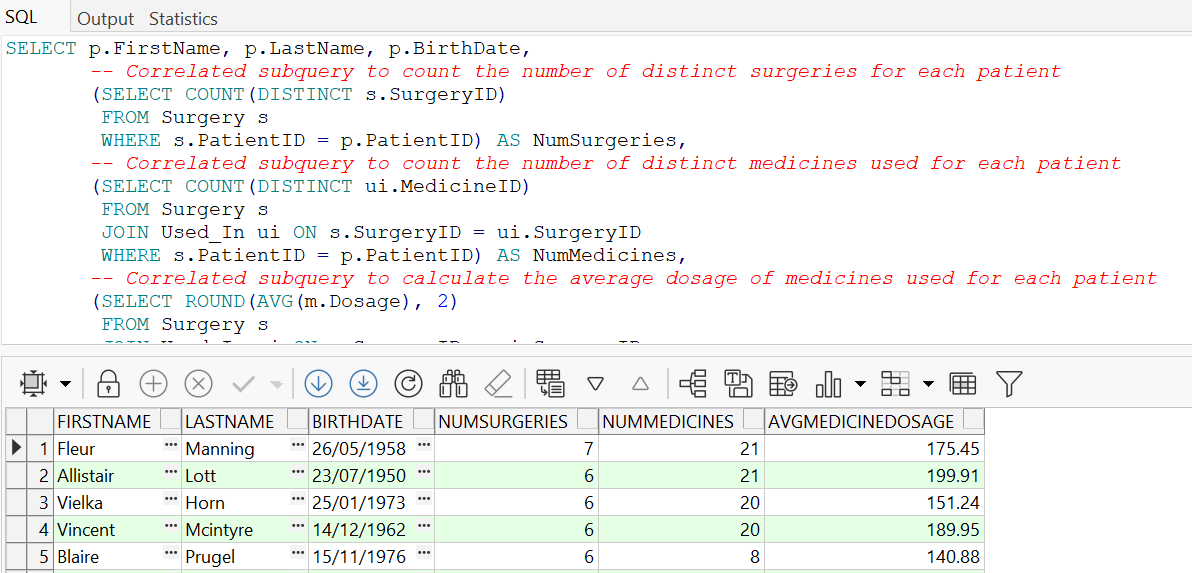 SQL Output Statistics
SELECT p.FirstName, p.LastName, p.BirthDate,
-- Correlated subquery to count the number of distinct surgeries for each patient
(SELECT COUNT(DISTINCT s.SurgeryID)
FROM Surgery s
WHERE s.PatientID = p.PatientID) AS NumSurgeries,
-- Correlated subquery to count the number of distinct medicines used for each patient
(SELECT COUNT(DISTINCT ui.MedicineID)
FROM Surgery s
JOIN Used_In ui ON s.SurgeryID = ui.SurgeryID
WHERE s.PatientID = p.PatientID) AS NumMedicines,
-- Correlated subquery to calculate the average dosage of medicines used for each patient
(SELECT ROUND(AVG(m.Dosage), 2)
FROM Surgery s
FIRSTNAME LASTNAME BIRTHDATE NUMSURGERIES NUMMEDICINES AVGMEDICINEDOSAGE
1 Fleur ··· Manning ··· 26/05/1958 ··· 7 21 175.45
2 Allistair ··· Lott ··· 23/07/1950 ··· 6 21 199.91
3 Vielka ··· Horn ··· 25/01/1973 ··· 6 20 151.24
4 Vincent ··· Mcintyre ··· 14/12/1962 ··· 6 20 189.95
5 Blaire ··· Prugel ··· 15/11/1976 ··· 6 8 140.88